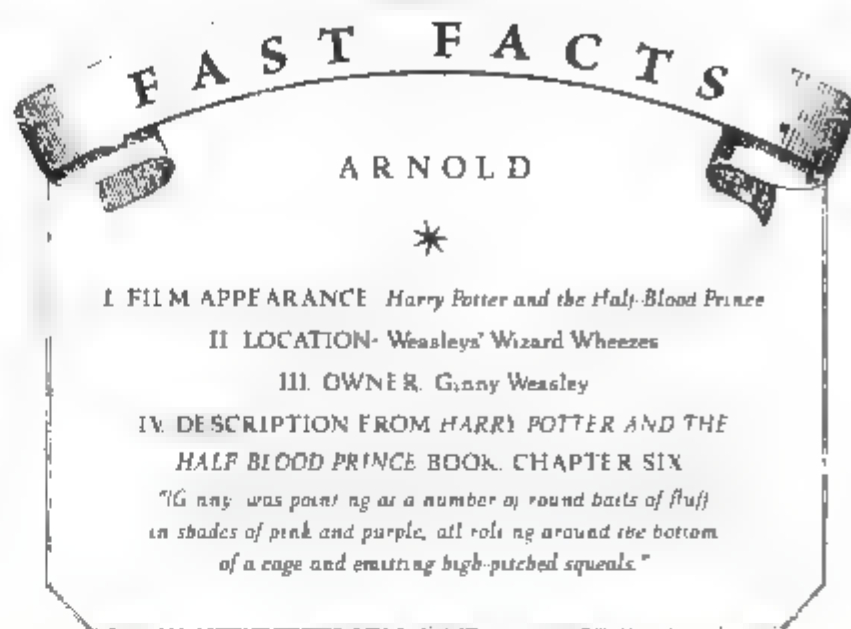 FAST FACTS
ARNOLD
I. FILM APPEARANCE Harry Potter and the Half-Blood Prince
II. LOCATION: Weasleys' Wizard Wheezes
III. OWNER: Ginny Weasley
IV. DESCRIPTION FROM HARRY POTTER AND THE
HALF BLOOD PRINCE BOOK, CHAPTER SIX
"[Ginny] was pointing at a number of round balls of fluff
in shades of pink and purple, all rolling around the bottom
of a cage and emitting high-pitched squeals."